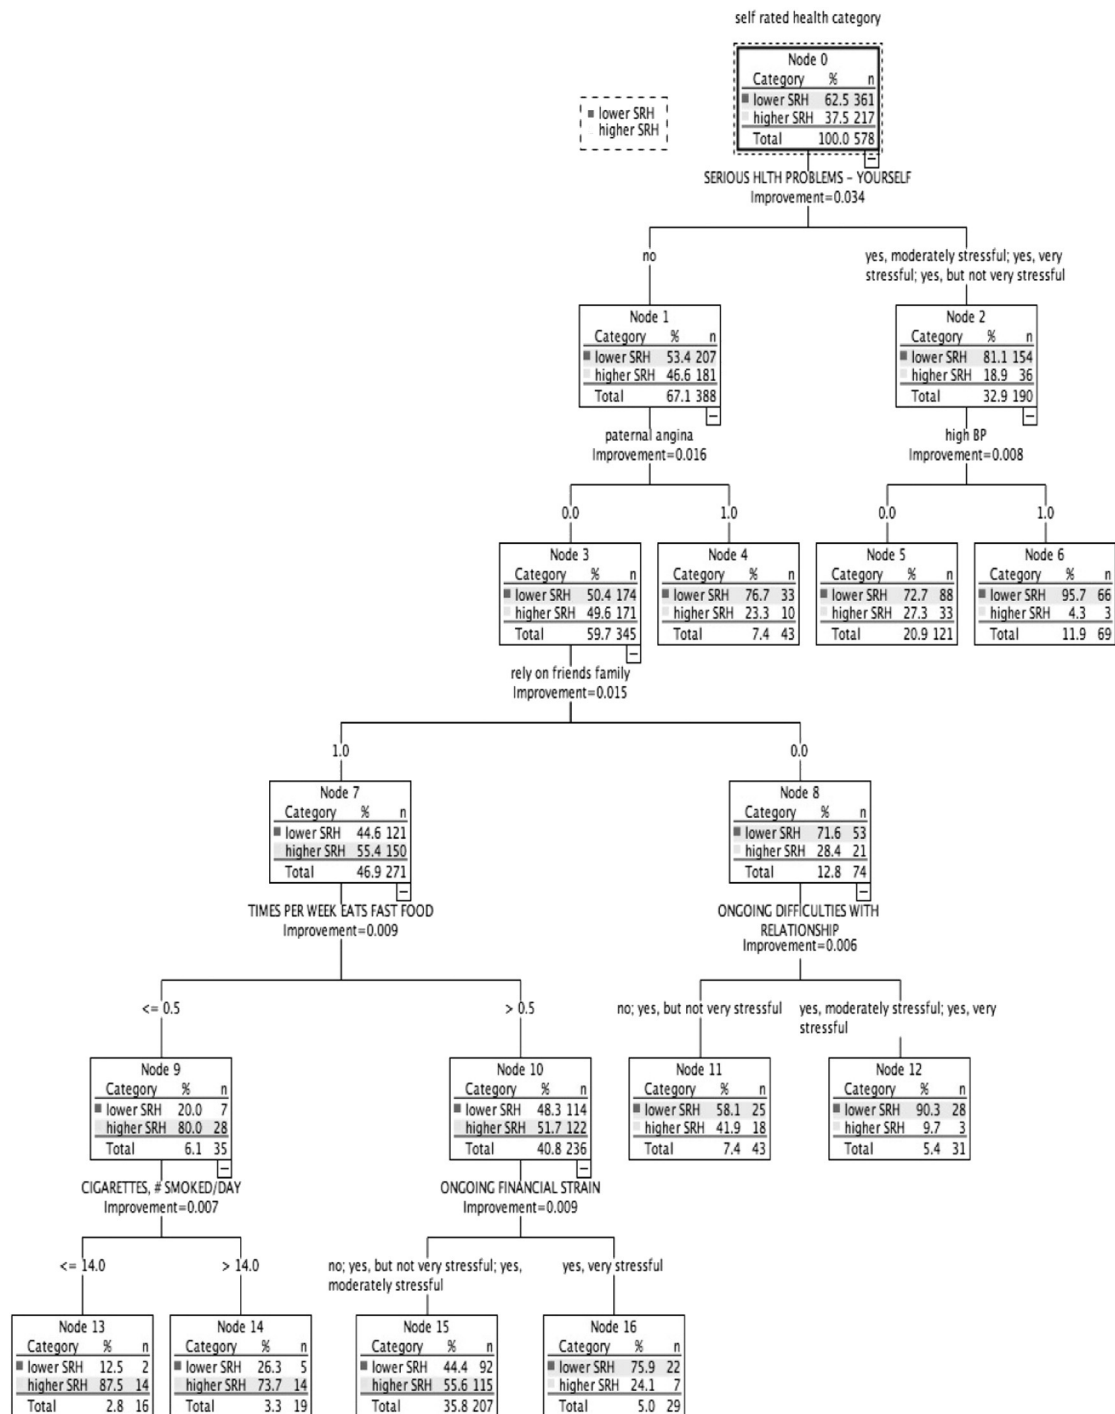 self rated health category
Node 0
Category % n
lower SRH 62.5 361
higher SRH 37.5 217
Total 100.0 578
lower SRH
higher SRH
SERIOUS HLTH PROBLEMS – YOURSELF
Improvement=0.034
no
yes, moderately stressful; yes, very
stressful; yes, but not very stressful
Node 1
Category % n
lower SRH 53.4 207
higher SRH 46.6 181
Total 67.1 388
Node 2
Category % n
lower SRH 81.1 154
higher SRH 18.9 36
Total 32.9 190
paternal angina
Improvement=0.016
high BP
Improvement=0.008
0.0
1.0
0.0
1.0
Node 3
Category % n
lower SRH 50.4 174
higher SRH 49.6 171
Total 59.7 345
Node 4
Category % n
lower SRH 76.7 33
higher SRH 23.3 10
Total 7.4 43
Node 5
Category % n
lower SRH 72.7 88
higher SRH 27.3 33
Total 20.9 121
Node 6
Category % n
lower SRH 95.7 66
higher SRH 4.3 3
Total 11.9 69
rely on friends family
Improvement=0.015
1.0
0.0
Node 7
Category % n
lower SRH 44.6 121
higher SRH 55.4 150
Total 46.9 271
Node 8
Category % n
lower SRH 71.6 53
higher SRH 28.4 21
Total 12.8 74
TIMES PER WEEK EATS FAST FOOD
Improvement=0.009
ONGOING DIFFICULTIES WITH
RELATIONSHIP
Improvement=0.006
<= 0.5
> 0.5
no; yes, but not very stressful
yes, moderately stressful; yes, very
stressful
Node 9
Category % n
lower SRH 20.0 7
higher SRH 80.0 28
Total 6.1 35
Node 10
Category % n
lower SRH 48.3 114
higher SRH 51.7 122
Total 40.8 236
Node 11
Category % n
lower SRH 58.1 25
higher SRH 41.9 18
Total 7.4 43
Node 12
Category % n
lower SRH 90.3 28
higher SRH 9.7 3
Total 5.4 31
CIGARETTES, # SMOKED/DAY
Improvement=0.007
ONGOING FINANCIAL STRAIN
Improvement=0.009
<= 14.0
> 14.0
no; yes, but not very stressful; yes,
moderately stressful
yes, very stressful
Node 13
Category % n
lower SRH 12.5 2
higher SRH 87.5 14
Total 2.8 16
Node 14
Category % n
lower SRH 26.3 5
higher SRH 73.7 14
Total 3.3 19
Node 15
Category % n
lower SRH 44.4 92
higher SRH 55.6 115
Total 35.8 207
Node 16
Category % n
lower SRH 75.9 22
higher SRH 24.1 7
Total 5.0 29